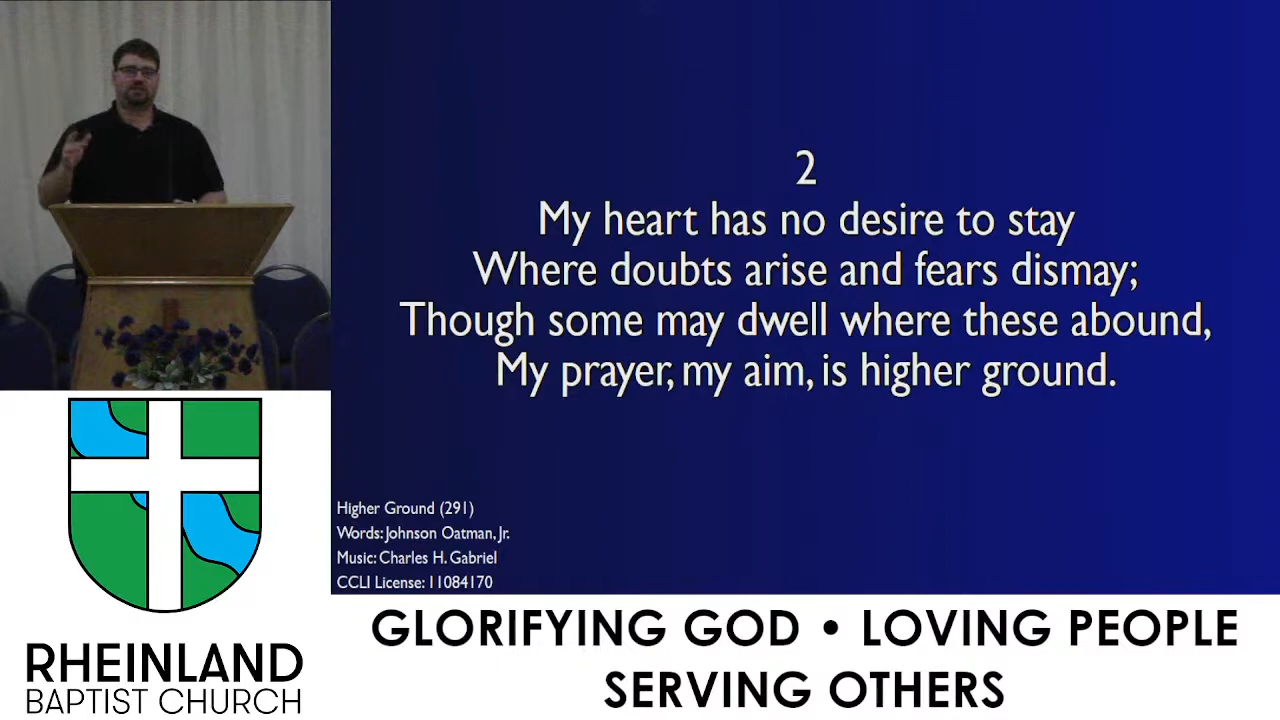 2
My heart has no desire to stay
Where doubts arise and fears dismay;
Though some may dwell where these abound,
My prayer, my aim, is higher ground.
Higher Ground (291)
Words: Johnson Oatman, Jr.
Music: Charles H. Gabriel
CCLI License: 11084170
RHEINLAND
BAPTIST CHURCH
GLORIFYING GOD • LOVING PEOPLE
SERVING OTHERS